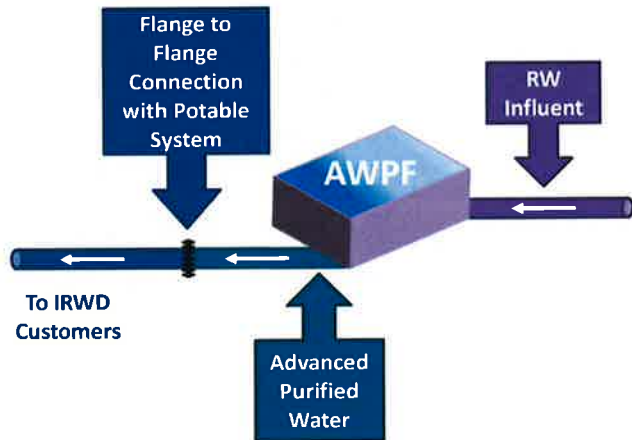 Flange to
Flange
Connection
with Potable
System
RW
Influent
AWPF
To IRWD
Customers
Advanced
Purified
Water